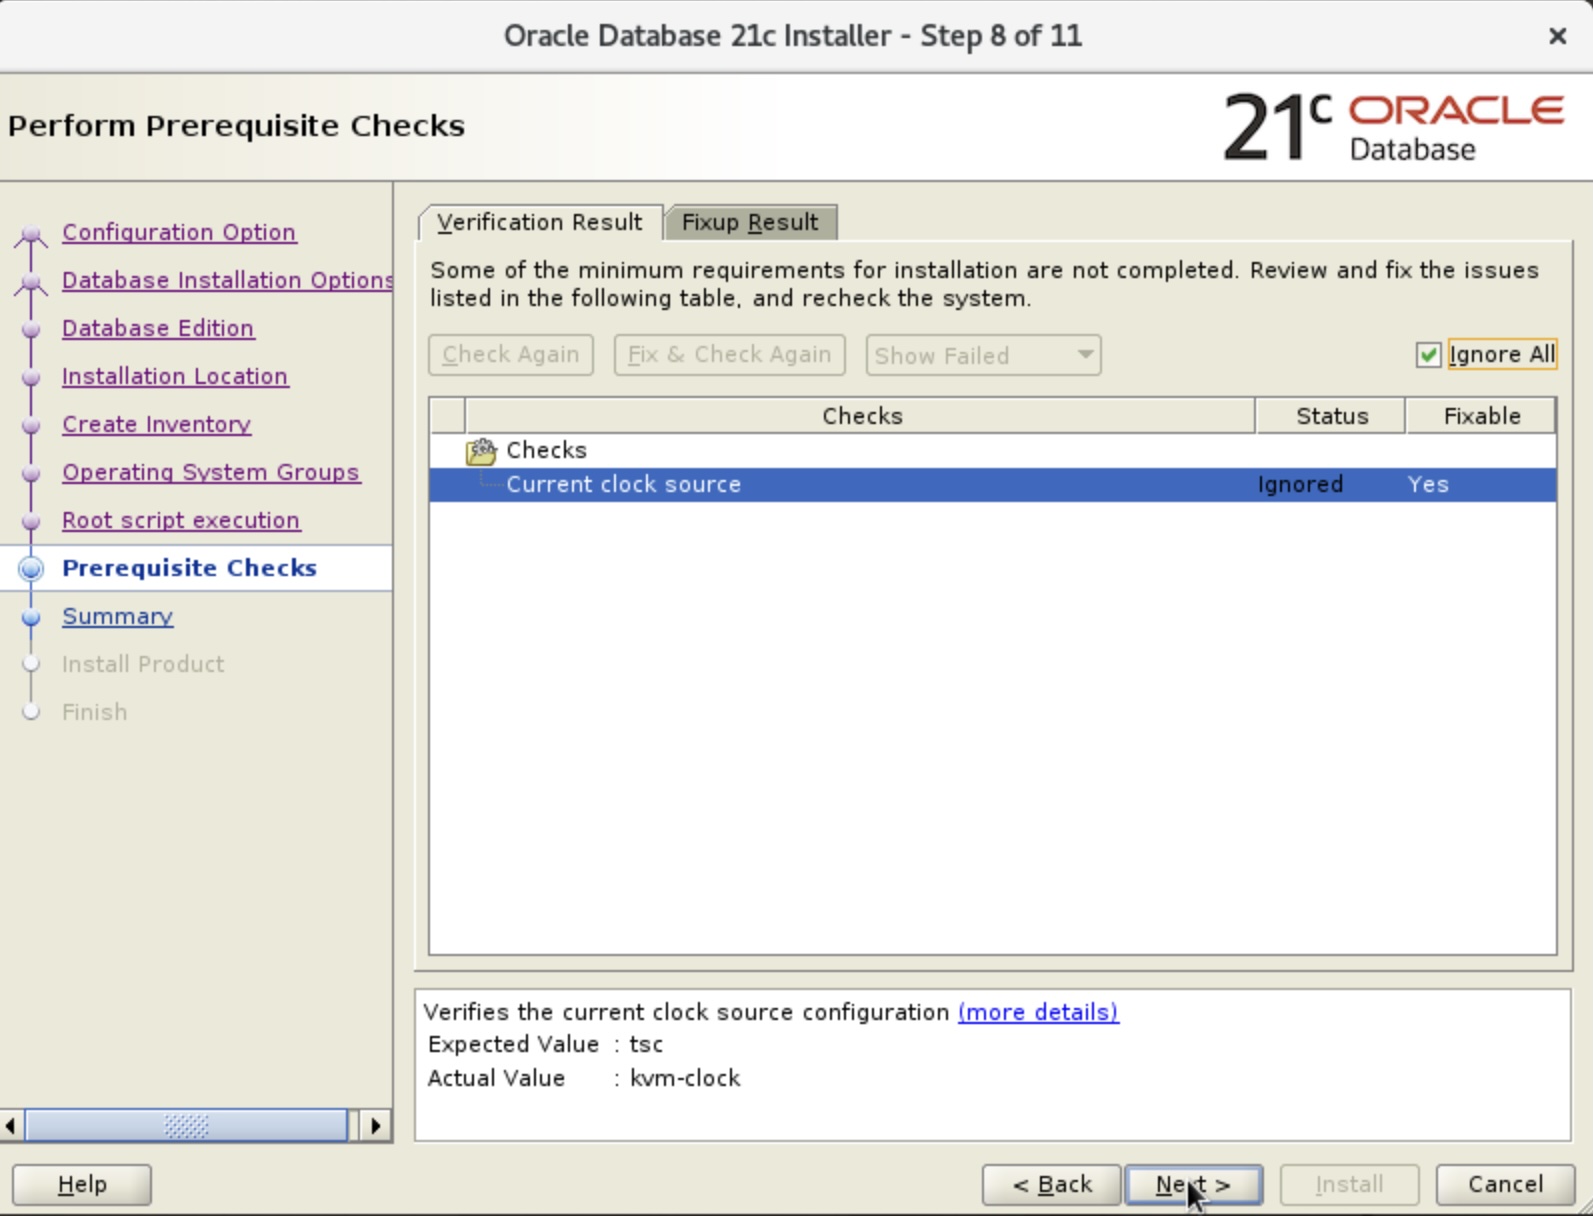 Oracle Database 21c Installer - Step 8 of 11
Perform Prerequisite Checks
21c ORACLE
Database
Configuration Option
Database Installation Options
Database Edition
Installation Location
Create Inventory
Operating System Groups
Root script execution
Prerequisite Checks
Summary
Install Product
Finish
Verification Result Fixup Result
Some of the minimum requirements for installation are not completed. Review and fix the issues
listed in the following table, and recheck the system.
Check Again Fix & Check Again Show Failed Ignore All
Checks Status Fixable
Checks
Current clock source Ignored Yes
Verifies the current clock source configuration (more details)
Expected Value : tsc
Actual Value : kvm-clock
Help < Back Next > Install Cancel